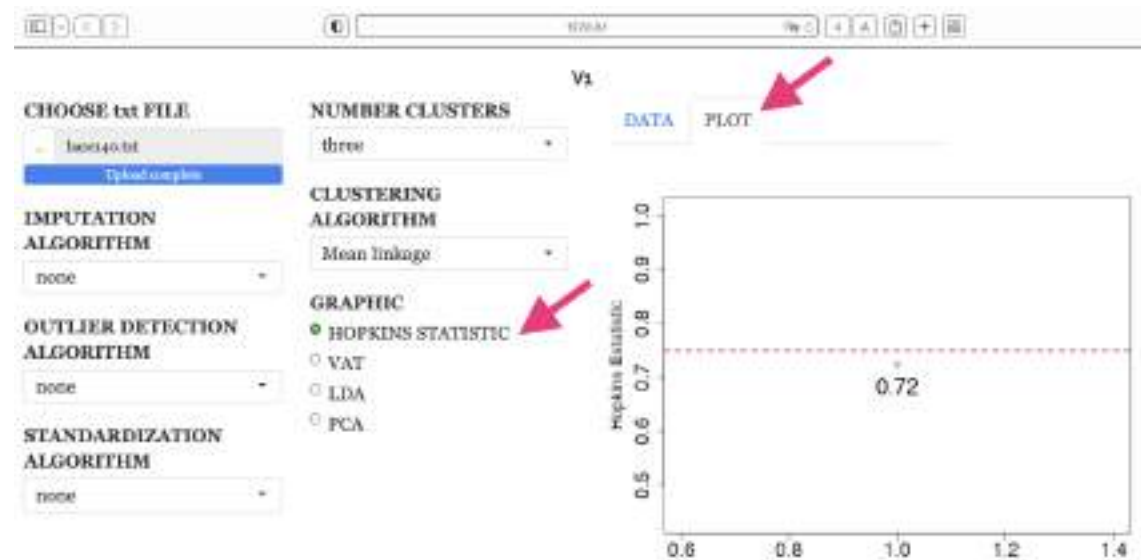 V1
CHOOSE txt FILE
Upload complete
IMPUTATION
ALGORITHM
none
OUTLIER DETECTION
ALGORITHM
none
STANDARDIZATION
ALGORITHM
none
NUMBER CLUSTERS
three
CLUSTERING
ALGORITHM
Mean linkage
GRAPHIC
HOPKINS STATISTIC
VAT
LDA
PCA
DATA PLOT
Hopkins Estatistic
1.0
0.9
0.8
0.7
0.6
0.5
0.72
0.6 0.8 1.0 1.2 1.4